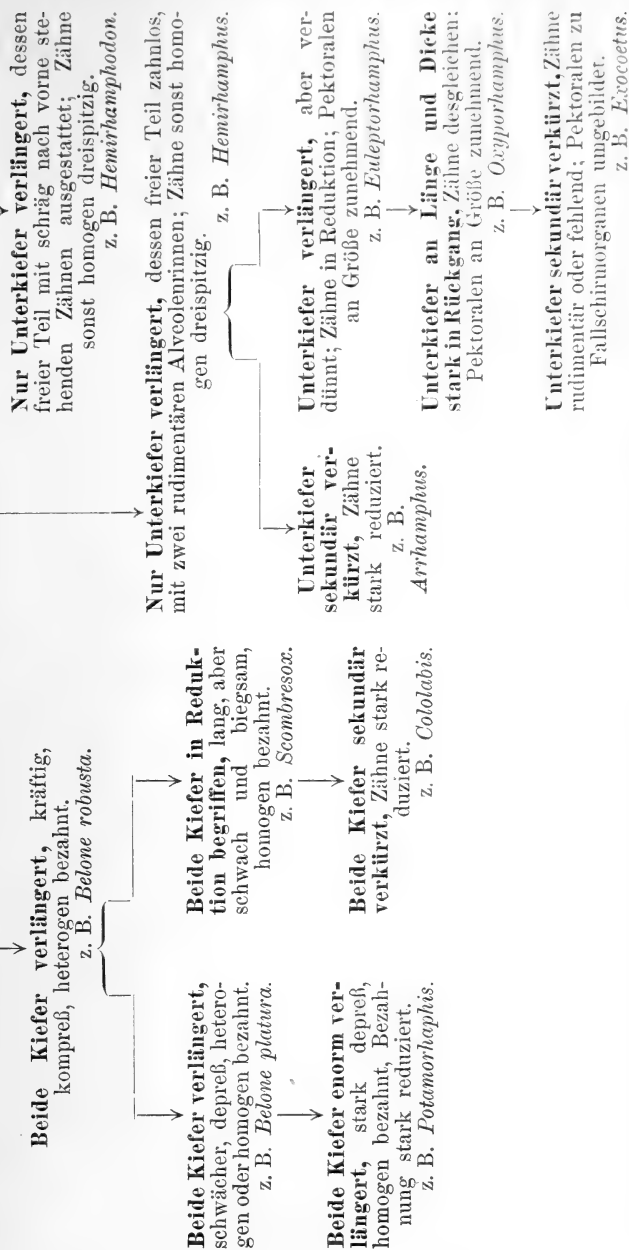 Nur Unterkiefer verlängert, dessen
freier Teil mit schräg nach vorne ste-
henden Zähnen ausgestattet; Zähne
sonst homogen dreispitzig.
z. B. Hemirhamphodon.
Nur Unterkiefer verlängert, dessen freier Teil zahnlos,
mit zwei rudimentären Alveolenrinnen; Zähne sonst homo-
gen dreispitzig.
z. B. Hemirhamphus.
Unterkiefer verlängert, aber ver-
dünnt; Zähne in Reduktion; Pektoralen
an Größe zunehmend.
z. B. Euleptorhamphus.
Unterkiefer an Länge und Dicke
stark in Rückgang, Zähne desgleichen;
Pektoralen an Größe zunehmend.
z. B. Oxyporhamphus.
Unterkiefer sekundär verkürzt, Zähne
rudimentär oder fehlend; Pektoralen zu
Fallschirmorganen umgebildet.
z. B. Exocoetus.
Unterkiefer
sekundär ver-
kürzt, Zähne
stark reduziert.
z. B.
Arrhamphus.
Beide Kiefer verlängert, kräftig,
kompreß, heterogen bezahnt.
z. B. Belone robusta.
Beide Kiefer in Reduk-
tion begriffen, lang, aber
schwach und biegsam,
homogen bezahnt.
z. B. Scombresox.
Beide Kiefer sekundär
verkürzt, Zähne stark re-
duziert.
z. B. Cololabis.
Beide Kiefer verlängert,
schwächer, depreß, hetero-
gen oder homogen bezahnt.
z. B. Belone platura.
Beide Kiefer enorm ver-
längert, stark depreß,
homogen bezahnt, Bezah-
nung stark reduziert.
z. B. Potamorhaphis.